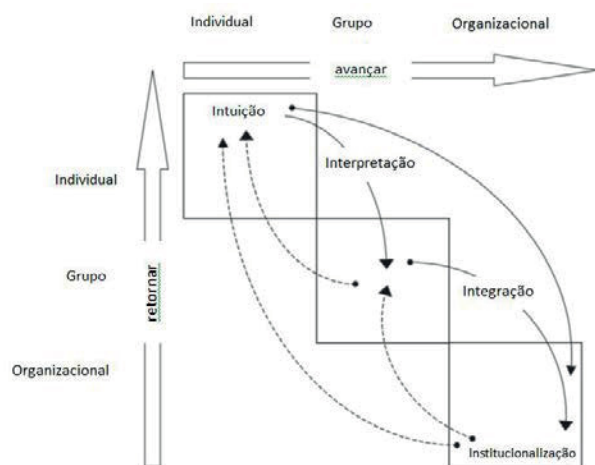 Individual Grupo Organizacional
avançar
Intuição
Interpretação
Individual
Grupo
retornar
Integração
Organizacional
Institucionalização